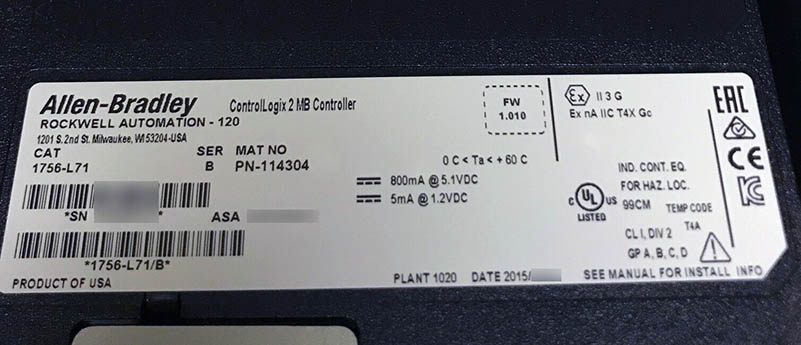 Allen-Bradley
ControlLogix 2 MB Controller
ROCKWELL AUTOMATION - 120
1201 S. 2nd St. Milwaukee, WI 53204-USA
CAT SER MAT NO
1756-L71 B PN-114304
*SN *
ASA
*1756-L71/B*
PRODUCT OF USA
FW
1.010
0 C < Ta < + 60 C
800mA @ 5.1VDC
5mA @ 1.2VDC
PLANT 1020 DATE 2015/
Ex II 3 G
Ex nA IIC T4X Gc
IND. CONT. EQ.
FOR HAZ. LOC.
c UL US 99CM TEMP CODE
LISTED T4A
CL I, DIV 2
GP A, B, C, D
SEE MANUAL FOR INSTALL INFO
EAC
CE